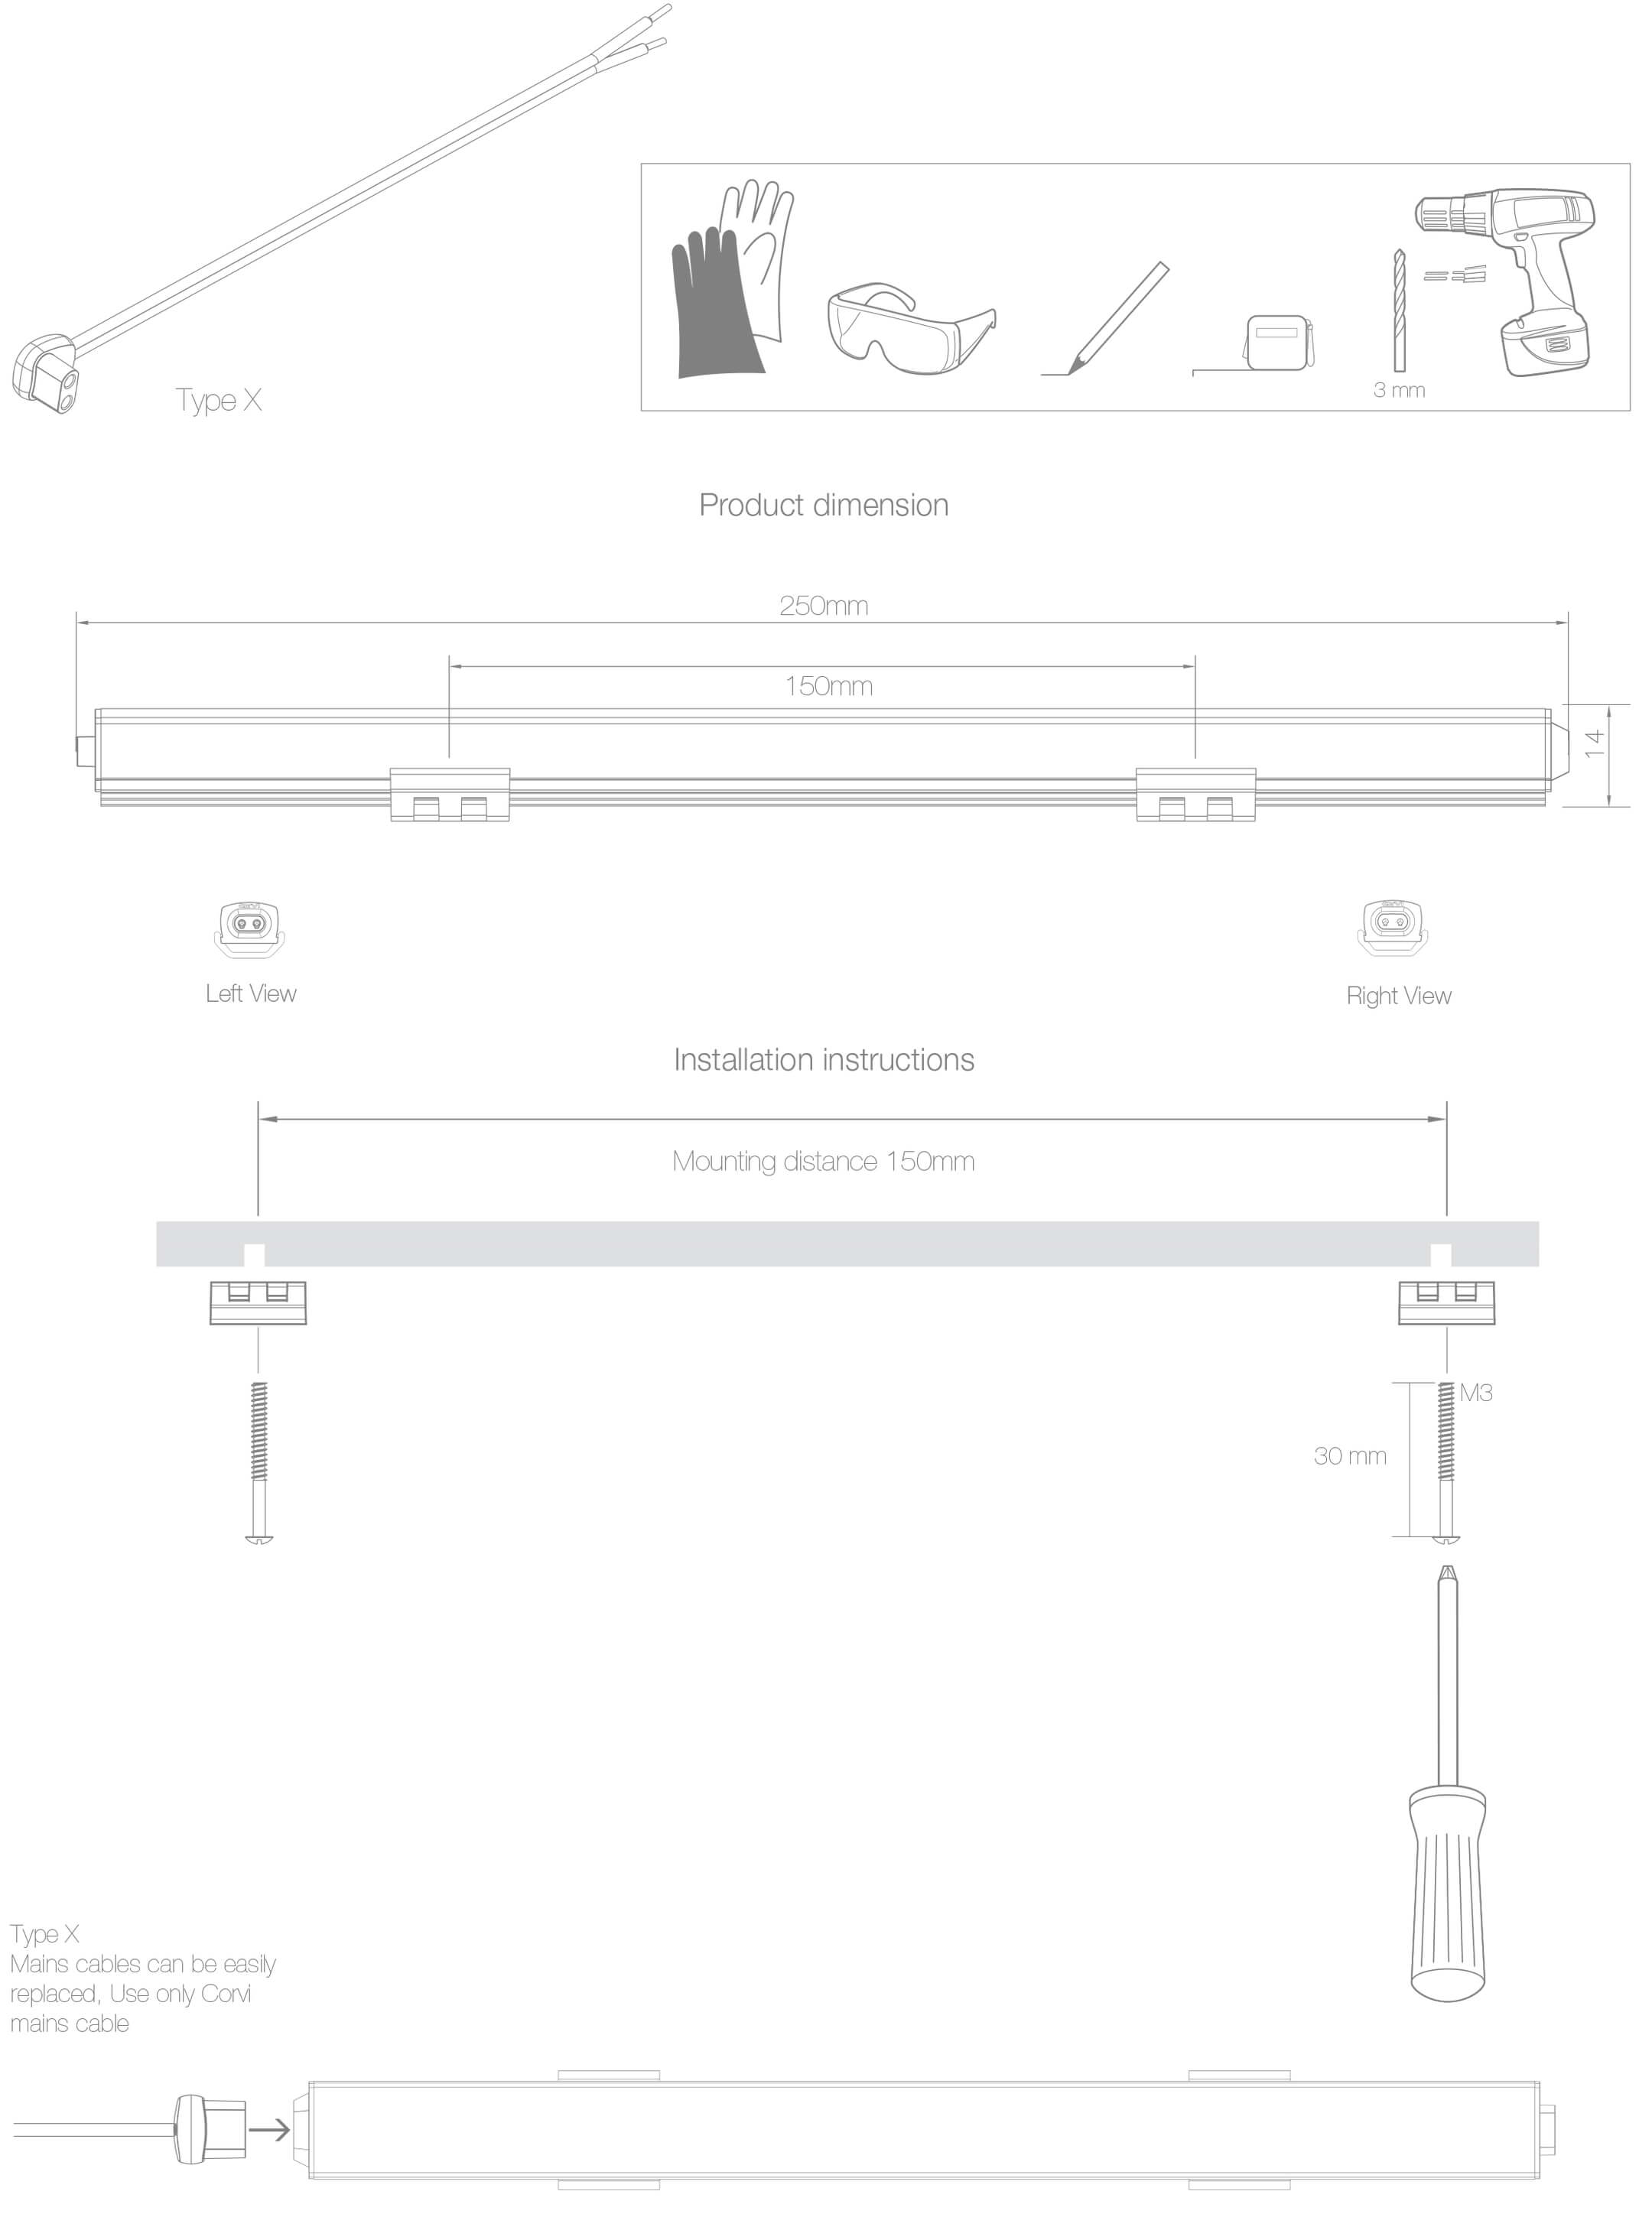 Type X
3 mm
Product dimension
250mm
150mm
14
Left View
Right View
Installation instructions
Mounting distance 150mm
M3
30 mm
Type X
Mains cables can be easily
replaced, Use only Corvi
mains cable